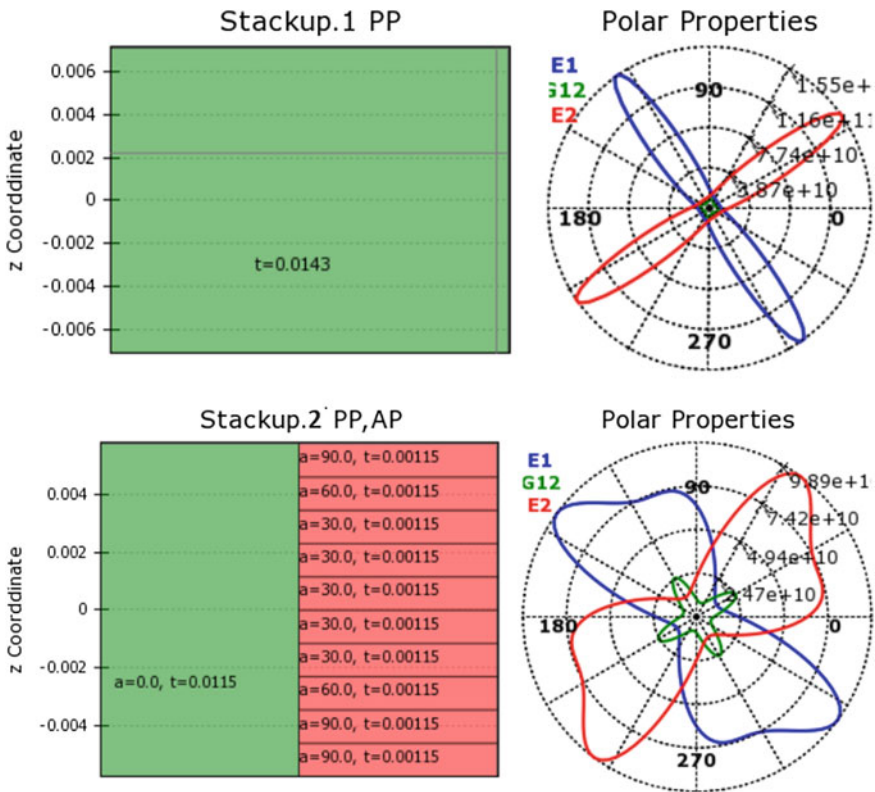 Stackup.1 PP
Polar Properties
z Coorddinate
0.006
0.004
0.002
0
-0.002
-0.004
-0.006
t=0.0143
E1
G12
E2
90
180
0
270
1.55e+
1.16e+11
7.74e+10
3.87e+10
Stackup.2 PP,AP
Polar Properties
z Coorddinate
0.004
0.002
0
-0.002
-0.004
a=0.0, t=0.0115
a=90.0, t=0.00115
a=60.0, t=0.00115
a=30.0, t=0.00115
a=30.0, t=0.00115
a=30.0, t=0.00115
a=30.0, t=0.00115
a=30.0, t=0.00115
a=60.0, t=0.00115
a=90.0, t=0.00115
a=90.0, t=0.00115
E1
G12
E2
90
180
0
270
9.89e+1
7.42e+10
4.94e+10
2.47e+10